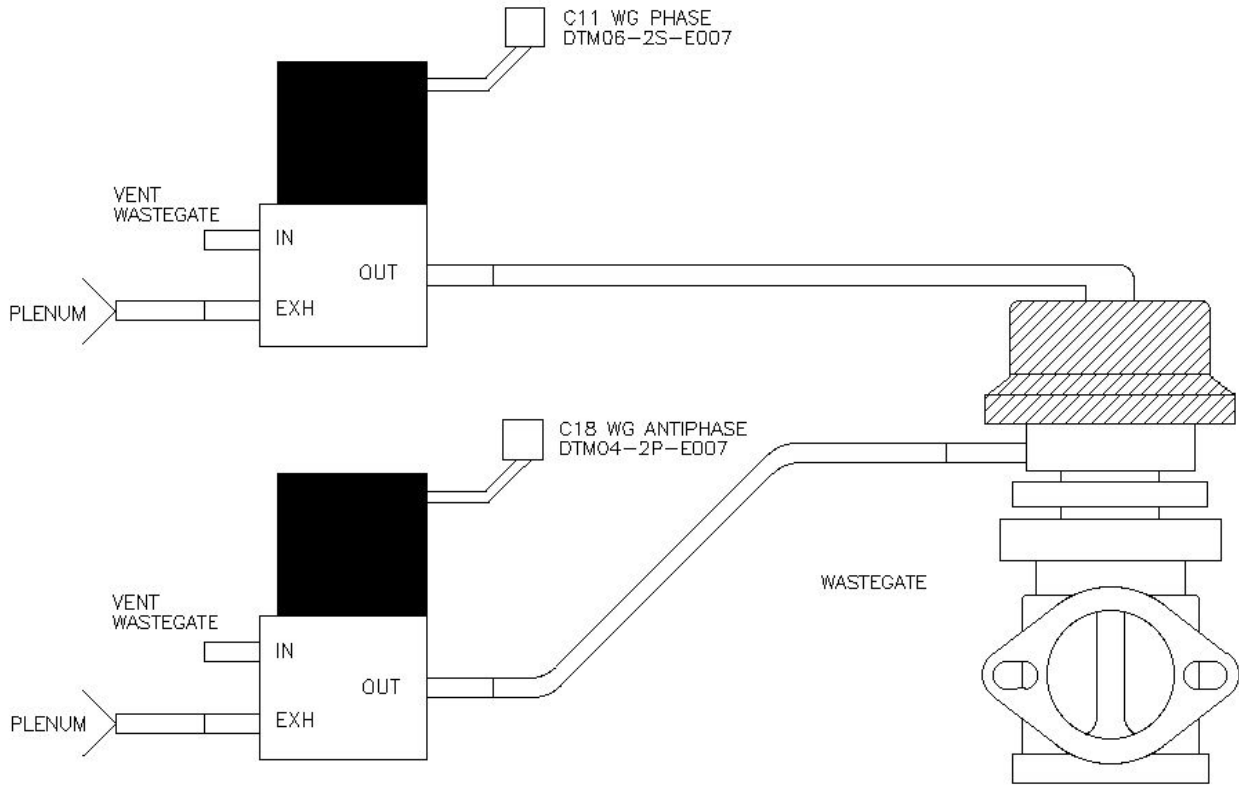 C11 WG PHASE
DTM06-2S-E007
VENT
WASTEGATE
IN
OUT
PLENUM
EXH
C18 WG ANTIPHASE
DTM04-2P-E007
WASTEGATE
VENT
WASTEGATE
IN
OUT
PLENUM
EXH